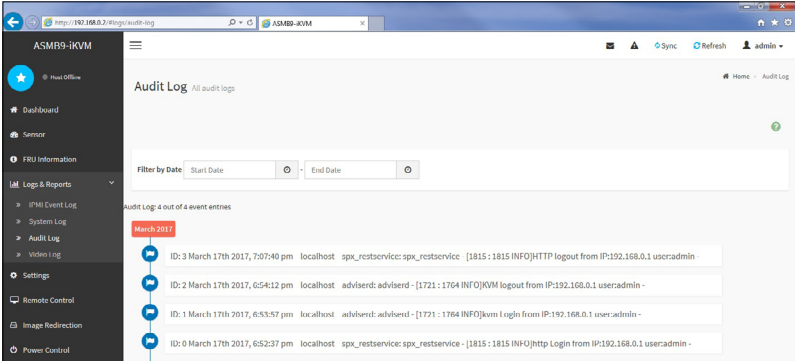 http://192.168.0.2/#logs/audit-log
ASMB9-iKVM
ASMB9-iKVM
Sync Refresh admin
Host Offline
Audit Log All audit logs
Home - Audit Log
Dashboard
Sensor
FRU Information
Filter by Date Start Date - End Date
Logs & Reports
IPMI Event Log
System Log
Audit Log
Video Log
Settings
Remote Control
Image Redirection
Power Control
Audit Log: 4 out of 4 event entries
March 2017
ID: 3 March 17th 2017, 7:07:40 pm localhost spx_restservice: spx_restservice - [1815 : 1815 INFO]HTTP logout from IP:192.168.0.1 user:admin -
ID: 2 March 17th 2017, 6:54:12 pm localhost adviserd: adviserd - [1721 : 1764 INFO]KVM logout from IP:192.168.0.1 user:admin -
ID: 1 March 17th 2017, 6:53:57 pm localhost adviserd: adviserd - [1721 : 1764 INFO]kvm Login from IP:192.168.0.1 user:admin -
ID: 0 March 17th 2017, 6:52:37 pm localhost spx_restservice: spx_restservice - [1815 : 1815 INFO]http Login from IP:192.168.0.1 user:admin -